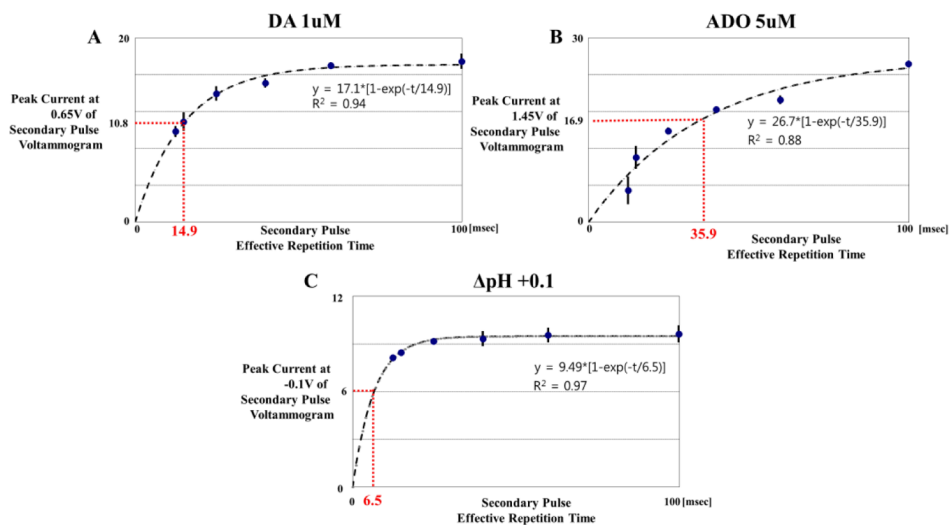 DA 1uM
A
20
Peak Current at
0.65V of
Secondary Pulse
Voltammogram
10.8
y = 17.1*[1-exp(-t/14.9)]
R² = 0.94
0
0
14.9
100 [msec]
Secondary Pulse
Effective Repetition Time
ADO 5uM
B
30
Peak Current at
1.45V of
Secondary Pulse
Voltammogram
16.9
y = 26.7*[1-exp(-t/35.9)]
R² = 0.88
0
0
35.9
100 [msec]
Secondary Pulse
Effective Repetition Time
ΔpH +0.1
C
12
Peak Current at
-0.1V of
Secondary Pulse
Voltammogram
6
y = 9.49*[1-exp(-t/6.5)]
R² = 0.97
0
0
6.5
100 [msec]
Secondary Pulse
Effective Repetition Time